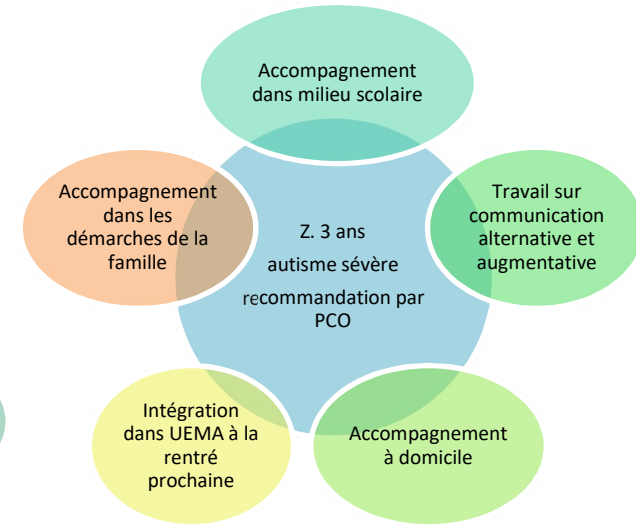 Accompagnement
dans milieu scolaire
Accompagnement
dans les
démarches de la
famille
Z. 3 ans
autisme sévère
recommandation par
PCO
Travail sur
communication
alternative et
augmentative
Intégration
dans UEMA à la
rentré
prochaine
Accompagnement
à domicile